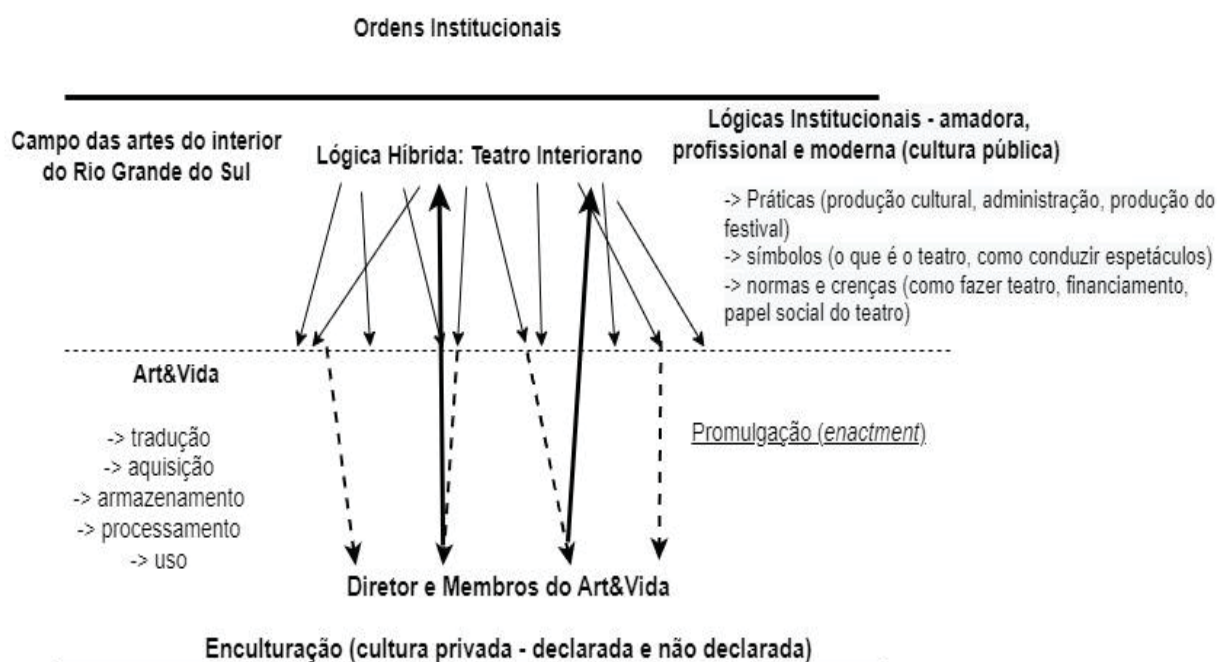 Ordens Institucionais
Campo das artes do interior
do Rio Grande do Sul
Lógica Híbrida: Teatro Interiorano
Lógicas Institucionais - amadora,
profissional e moderna (cultura pública)
-> Práticas (produção cultural, administração, produção do
festival)
-> símbolos (o que é o teatro, como conduzir espetáculos)
-> normas e crenças (como fazer teatro, financiamento,
papel social do teatro)
Art&Vida
-> tradução
-> aquisição
-> armazenamento
-> processamento
-> uso
Promulgação (enactment)
Diretor e Membros do Art&Vida
Enculturação (cultura privada - declarada e não declarada)